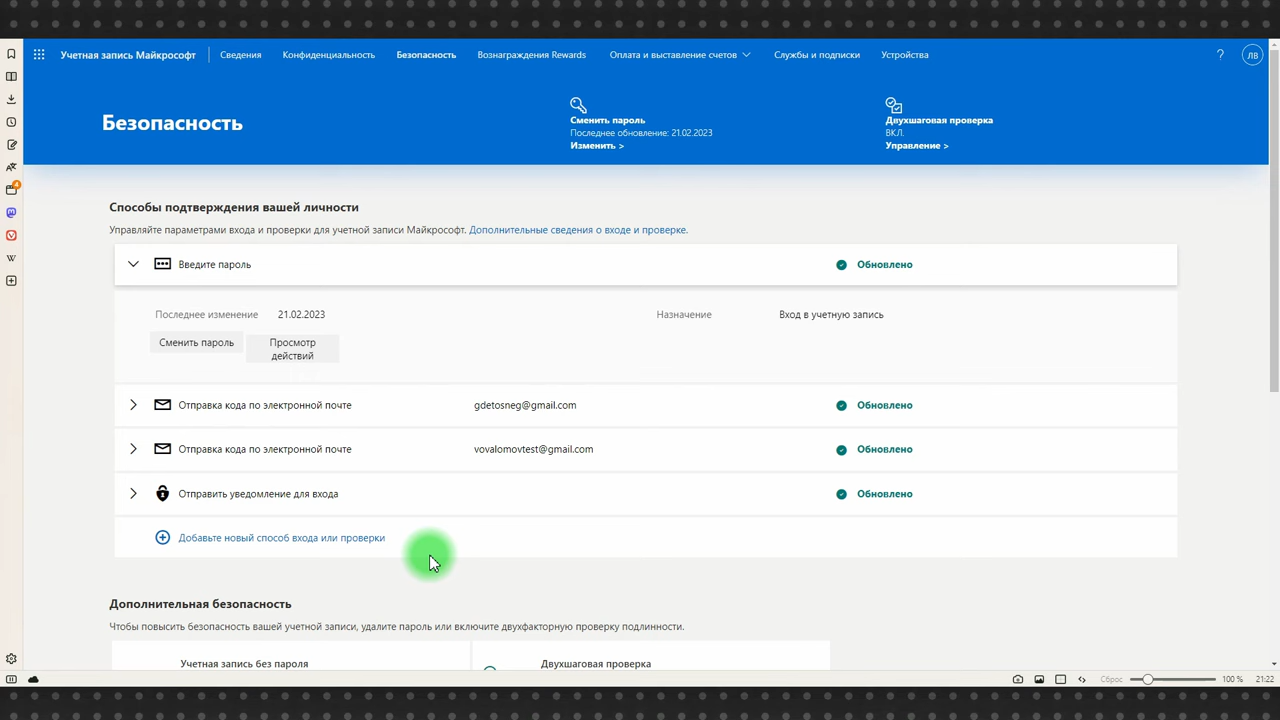 Учетная запись Майкрософт
Сведения
Конфиденциальность
Безопасность
Вознаграждения Rewards
Оплата и выставление счетов
Службы и подписки
Устройства
?
ЛВ
Безопасность
Сменить пароль
Последнее обновление: 21.02.2023
Изменить >
Двухшаговая проверка
ВКЛ.
Управление >
Способы подтверждения вашей личности
Управляйте параметрами входа и проверки для учетной записи Майкрософт. Дополнительные сведения о входе и проверке.
Введите пароль
Обновлено
Последнее изменение 21.02.2023
Назначение Вход в учетную запись
Сменить пароль
Просмотр
действий
Отправка кода по электронной почте gdetosneg@gmail.com Обновлено
Отправка кода по электронной почте vovalomovtest@gmail.com Обновлено
Отправить уведомление для входа Обновлено
Добавьте новый способ входа или проверки
Дополнительная безопасность
Чтобы повысить безопасность вашей учетной записи, удалите пароль или включите двухфакторную проверку подлинности.
Учетная запись без пароля
Двухшаговая проверка
4
W
Сброс
100 %
21:22